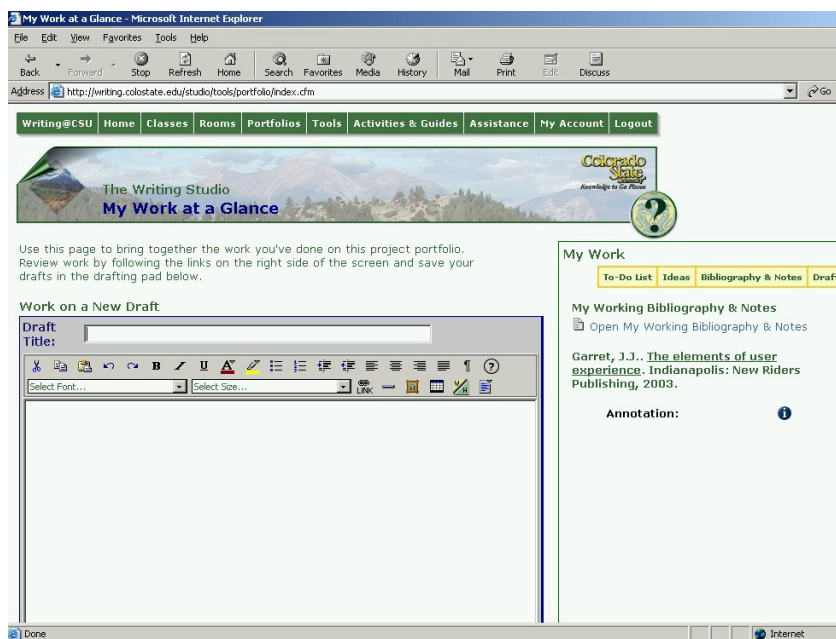 My Work at a Glance - Microsoft Internet Explorer
File Edit View Favorites Tools Help
Back Forward Stop Refresh Home Search Favorites Media History Mail Print Edit Discuss
Address http://writing.colostate.edu/studio/tools/portfolio/index.cfm Go
Writing@CSU Home Classes Rooms Portfolios Tools Activities & Guides Assistance My Account Logout
Colorado
State
University
Knowledge to Go Places
The Writing Studio
My Work at a Glance
?
Use this page to bring together the work you've done on this project portfolio.
Review work by following the links on the right side of the screen and save your
drafts in the drafting pad below.
Work on a New Draft
Draft
Title:
B I U A ¶ ?
Select Font... Select Size... LINK
My Work
To-Do List Ideas Bibliography & Notes Draf
My Working Bibliography & Notes
Open My Working Bibliography & Notes
Garret, J.J.. The elements of user
experience. Indianapolis: New Riders
Publishing, 2003.
Annotation: i
Done Internet